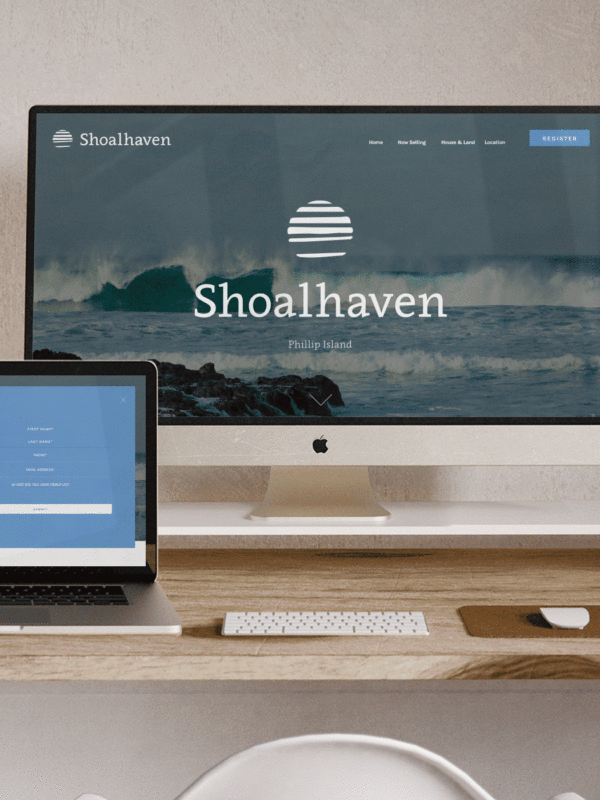 Shoalhaven
Home
Now Selling
House & Land
Location
REGISTER
Shoalhaven
Phillip Island
FIRST NAME*
LAST NAME*
PHONE*
EMAIL ADDRESS*
SUBMIT